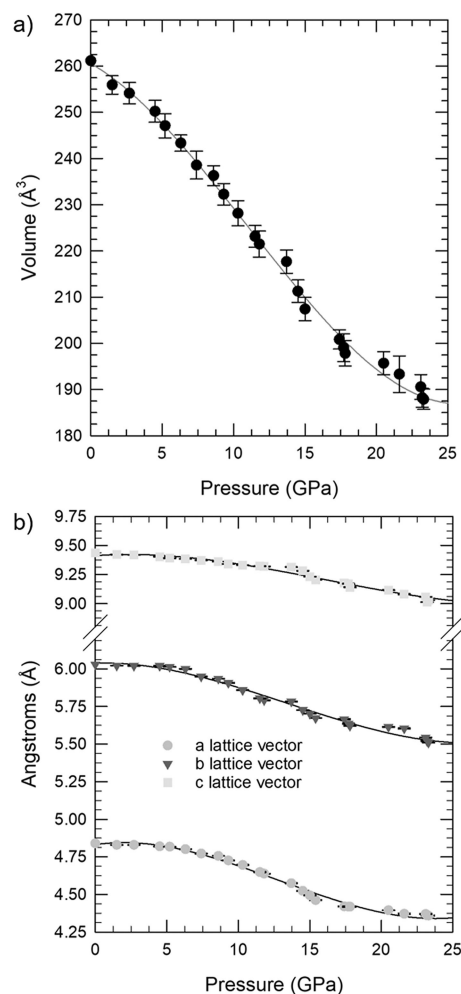 a)
270
260
250
240
230
220
210
200
190
180
Volume (Å³)
0 5 10 15 20 25
Pressure (GPa)
b)
9.75
9.50
9.25
9.00
6.00
5.75
5.50
5.25
5.00
4.75
4.50
4.25
Angstroms (Å)
a lattice vector
b lattice vector
c lattice vector
0 5 10 15 20 25
Pressure (GPa)